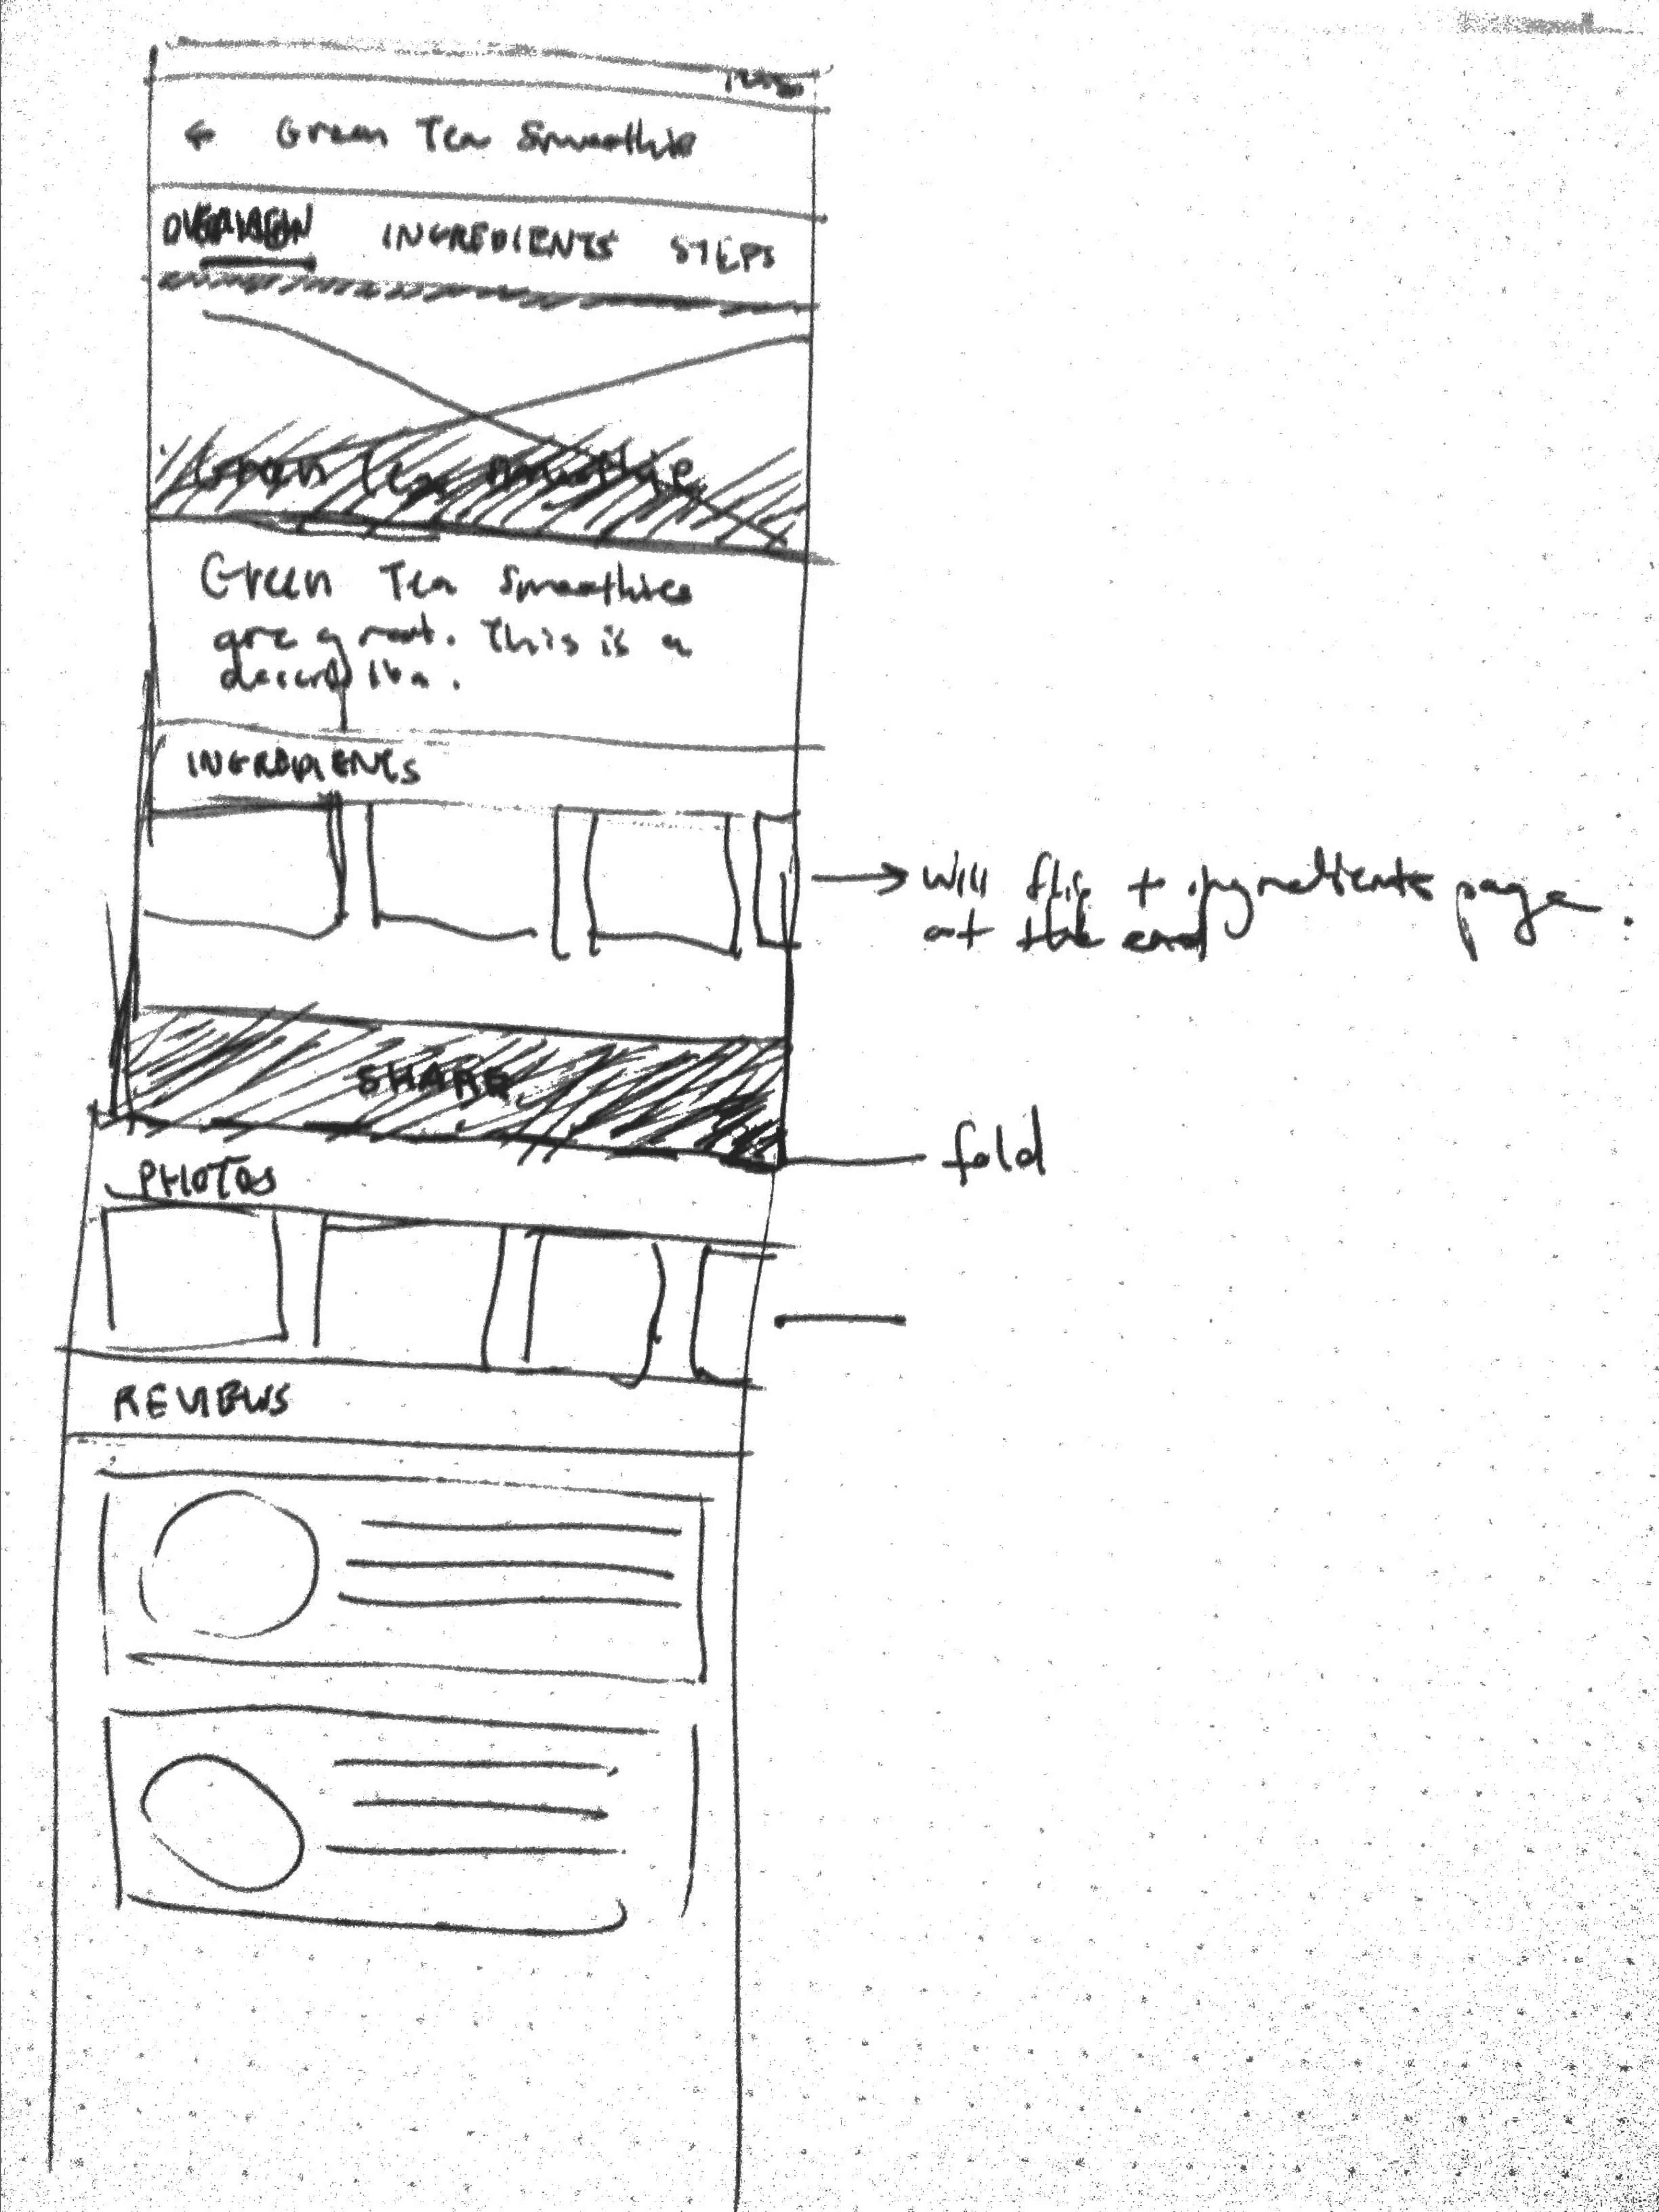 ← Green Tea Smoothie
OVERVIEW INGREDIENTS STEPS
Green Tea Smoothie
Green Tea Smoothies
are great. This is a
description.
INGREDIENTS
→ will flip to ingredients page
at the end.
SHARE
fold
PHOTOS
REVIEWS